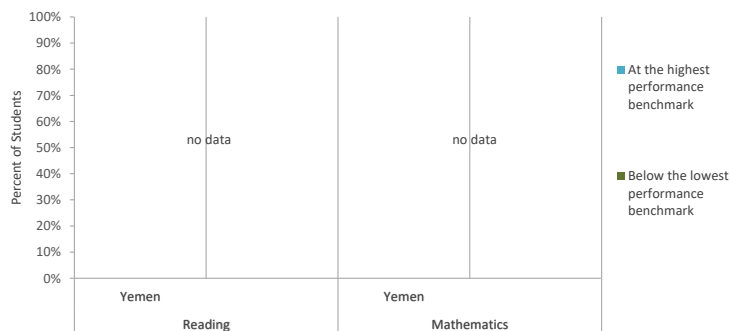 100%
90%
80%
70%
60%
50%
40%
30%
20%
10%
0%
Percent of Students
no data
no data
Yemen
Yemen
Reading
Mathematics
At the highest
performance
benchmark
Below the lowest
performance
benchmark